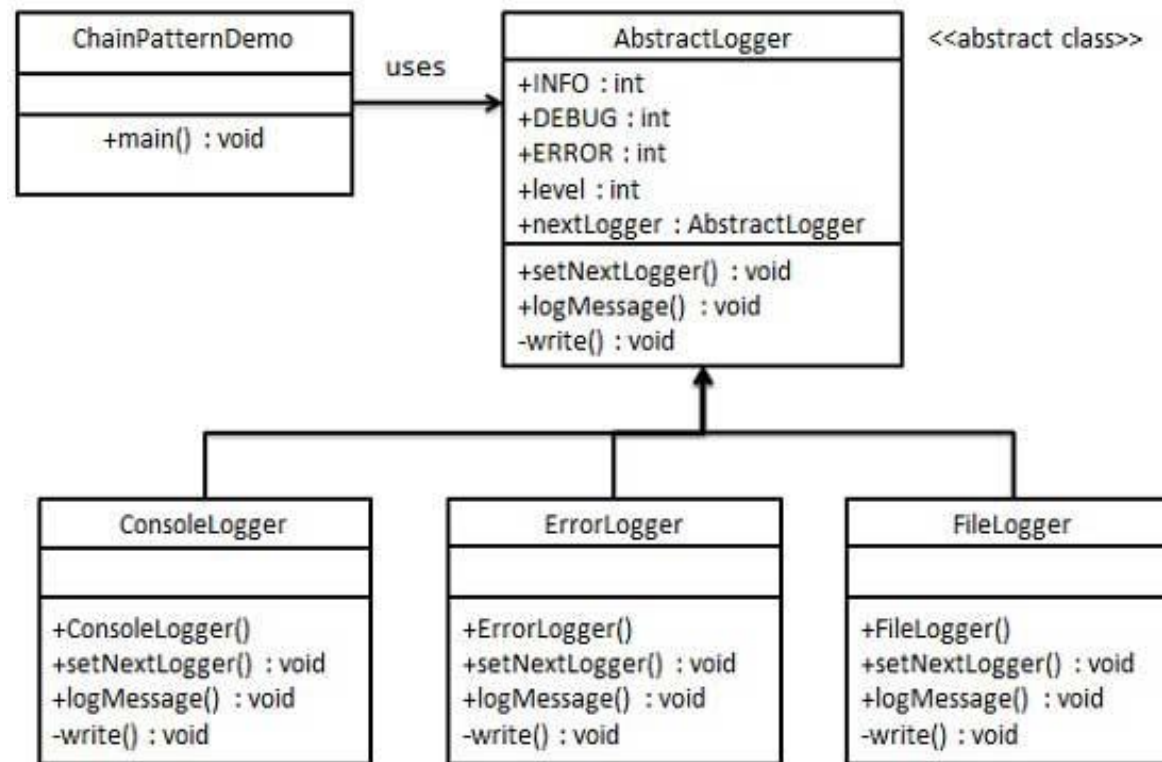 ChainPatternDemo
+main() : void
uses
AbstractLogger
+INFO : int
+DEBUG : int
+ERROR : int
+level : int
+nextLogger : AbstractLogger
+setNextLogger() : void
+logMessage() : void
-write() : void
<<abstract class>>
ConsoleLogger
+ConsoleLogger()
+setNextLogger() : void
+logMessage() : void
-write() : void
ErrorLogger
+ErrorLogger()
+setNextLogger() : void
+logMessage() : void
-write() : void
FileLogger
+FileLogger()
+setNextLogger() : void
+logMessage() : void
-write() : void